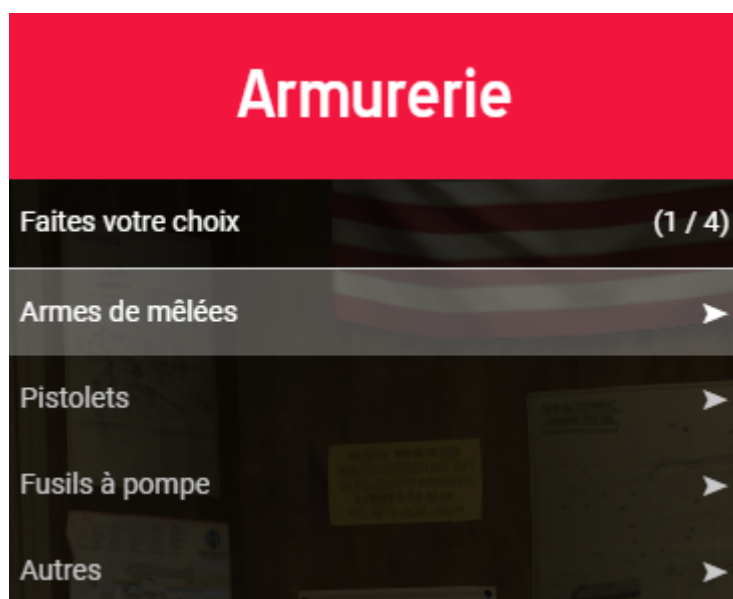 Armurerie
Faites votre choix (1 / 4)
Armes de mêlées
Pistolets
Fusils à pompe
Autres